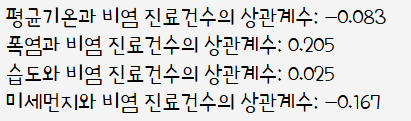 평균기온과 비염 진료건수의 상관계수: -0.083
폭염과 비염 진료건수의 상관계수: 0.205
습도와 비염 진료건수의 상관계수: 0.025
미세먼지와 비염 진료건수의 상관계수: -0.167